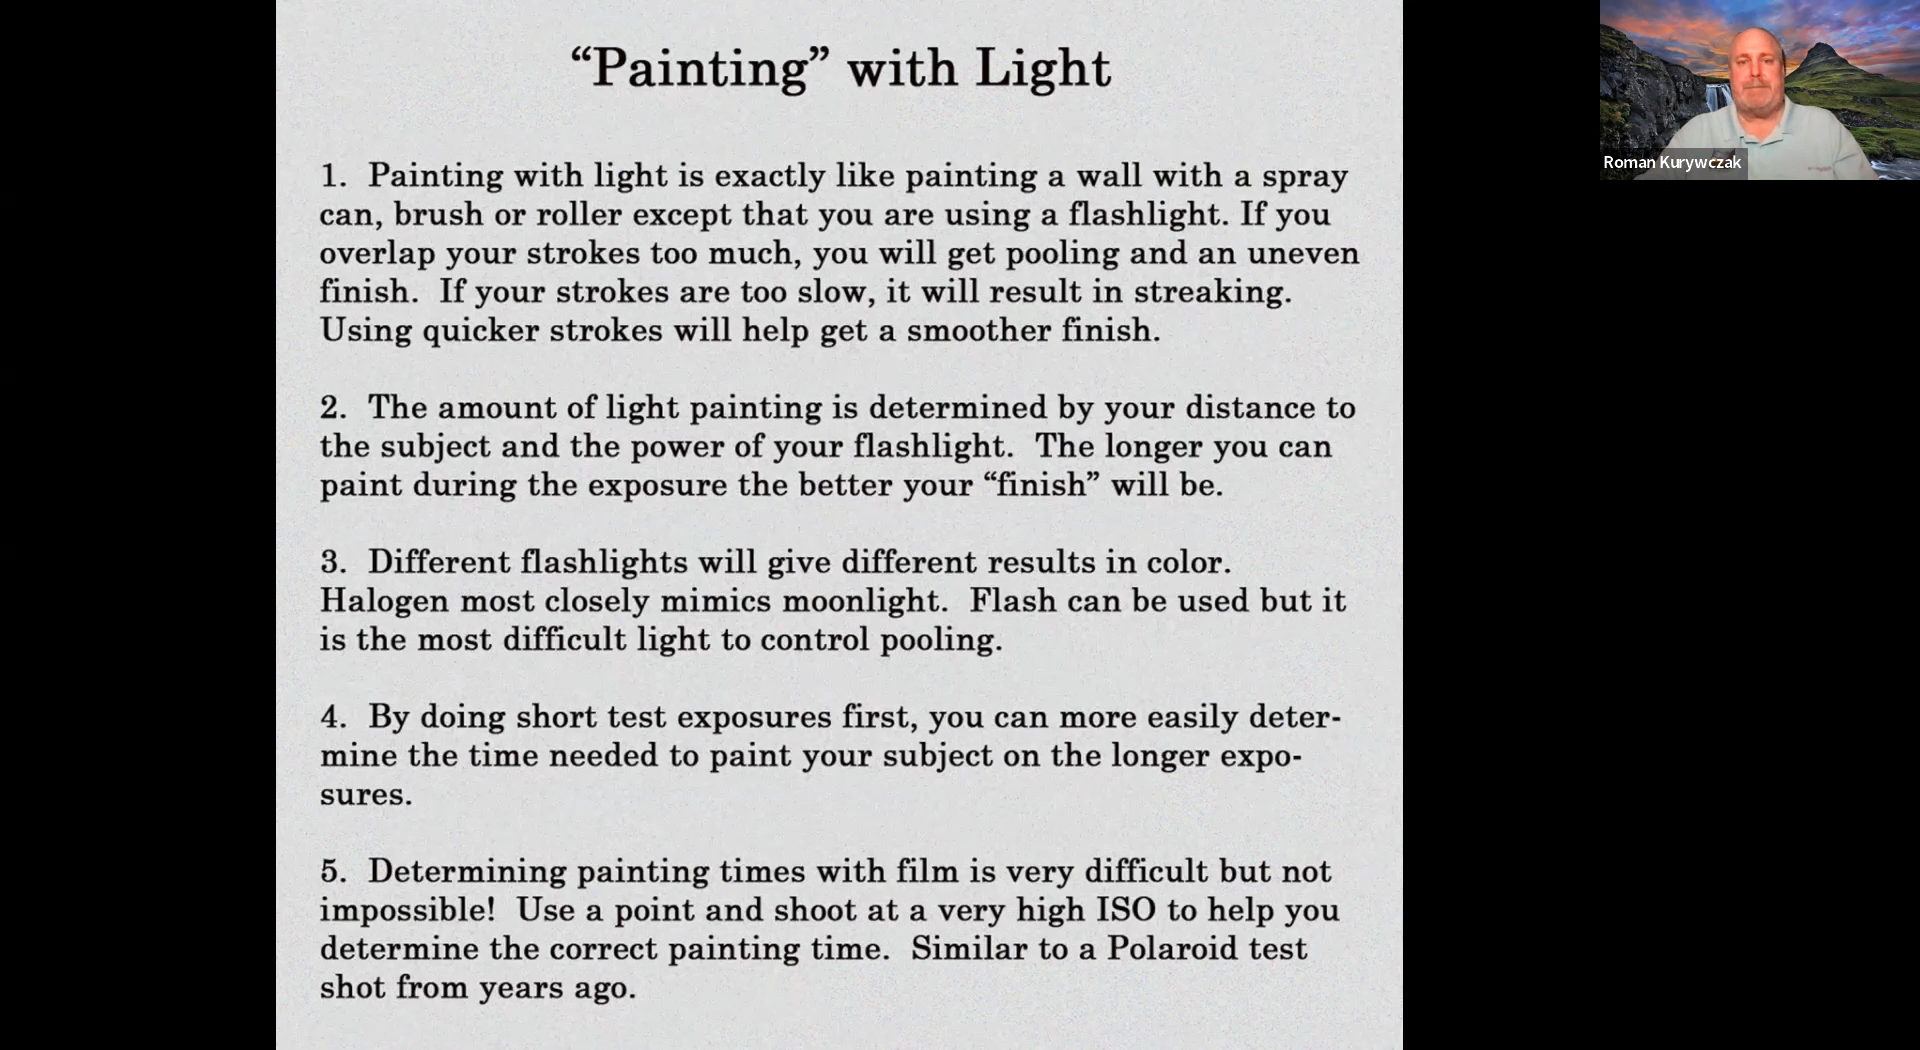 “Painting” with Light
1. Painting with light is exactly like painting a wall with a spray
can, brush or roller except that you are using a flashlight. If you
overlap your strokes too much, you will get pooling and an uneven
finish. If your strokes are too slow, it will result in streaking.
Using quicker strokes will help get a smoother finish.
2. The amount of light painting is determined by your distance to
the subject and the power of your flashlight. The longer you can
paint during the exposure the better your “finish” will be.
3. Different flashlights will give different results in color.
Halogen most closely mimics moonlight. Flash can be used but it
is the most difficult light to control pooling.
4. By doing short test exposures first, you can more easily deter-
mine the time needed to paint your subject on the longer expo-
sures.
5. Determining painting times with film is very difficult but not
impossible! Use a point and shoot at a very high ISO to help you
determine the correct painting time. Similar to a Polaroid test
shot from years ago.
Roman Kurywczak